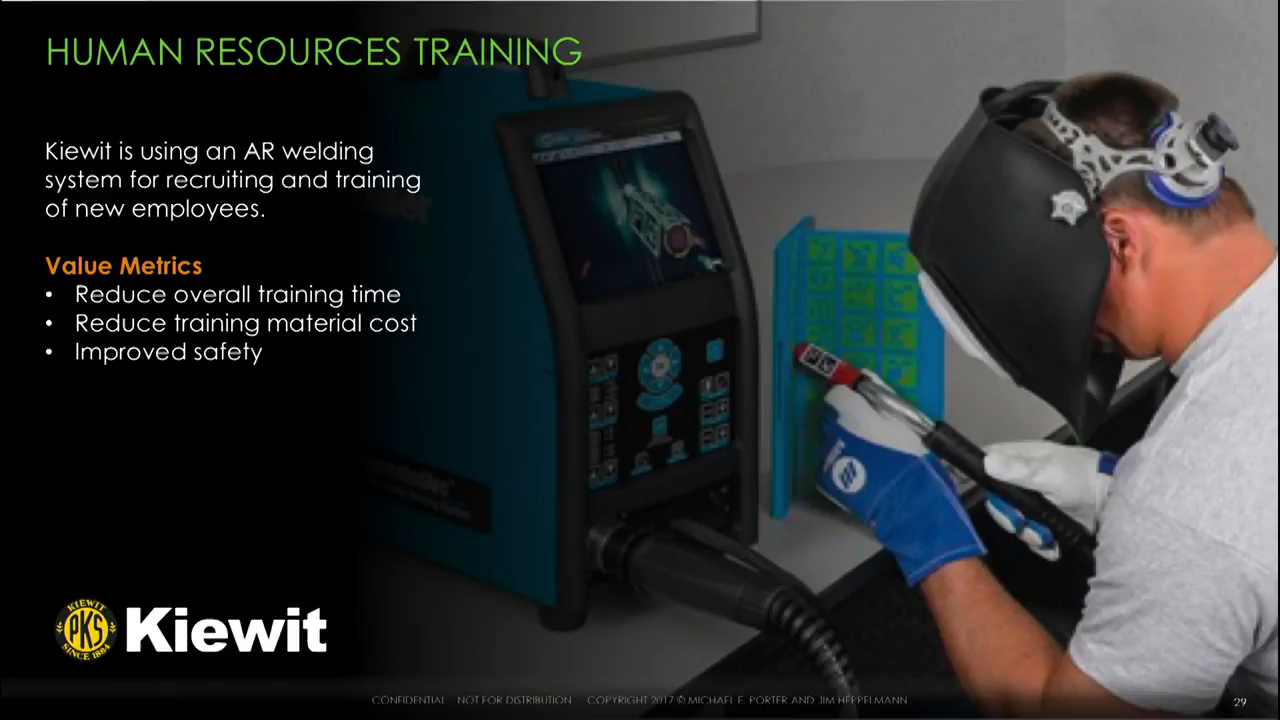 HUMAN RESOURCES TRAINING
Kiewit is using an AR welding
system for recruiting and training
of new employees.
Value Metrics
• Reduce overall training time
• Reduce training material cost
• Improved safety
KIEWIT
PKS
SINCE 1884
Kiewit
CONFIDENTIAL NOT FOR DISTRIBUTION COPYRIGHT 2017 © MICHAEL E. PORTER AND JIM HEPPELMANN
29